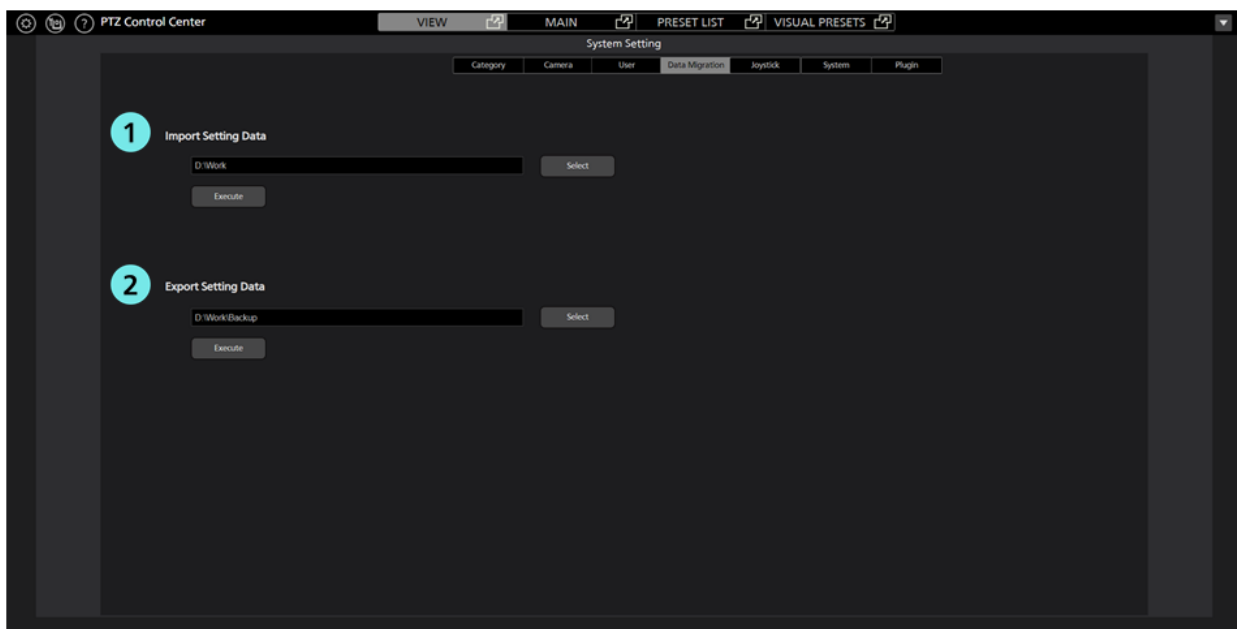 PTZ Control Center VIEW MAIN PRESET LIST VISUAL PRESETS
System Setting
Category Camera User Data Migration Joystick System Plugin
1 Import Setting Data
D:\Work Select
Execute
2 Export Setting Data
D:\Work\Backup Select
Execute